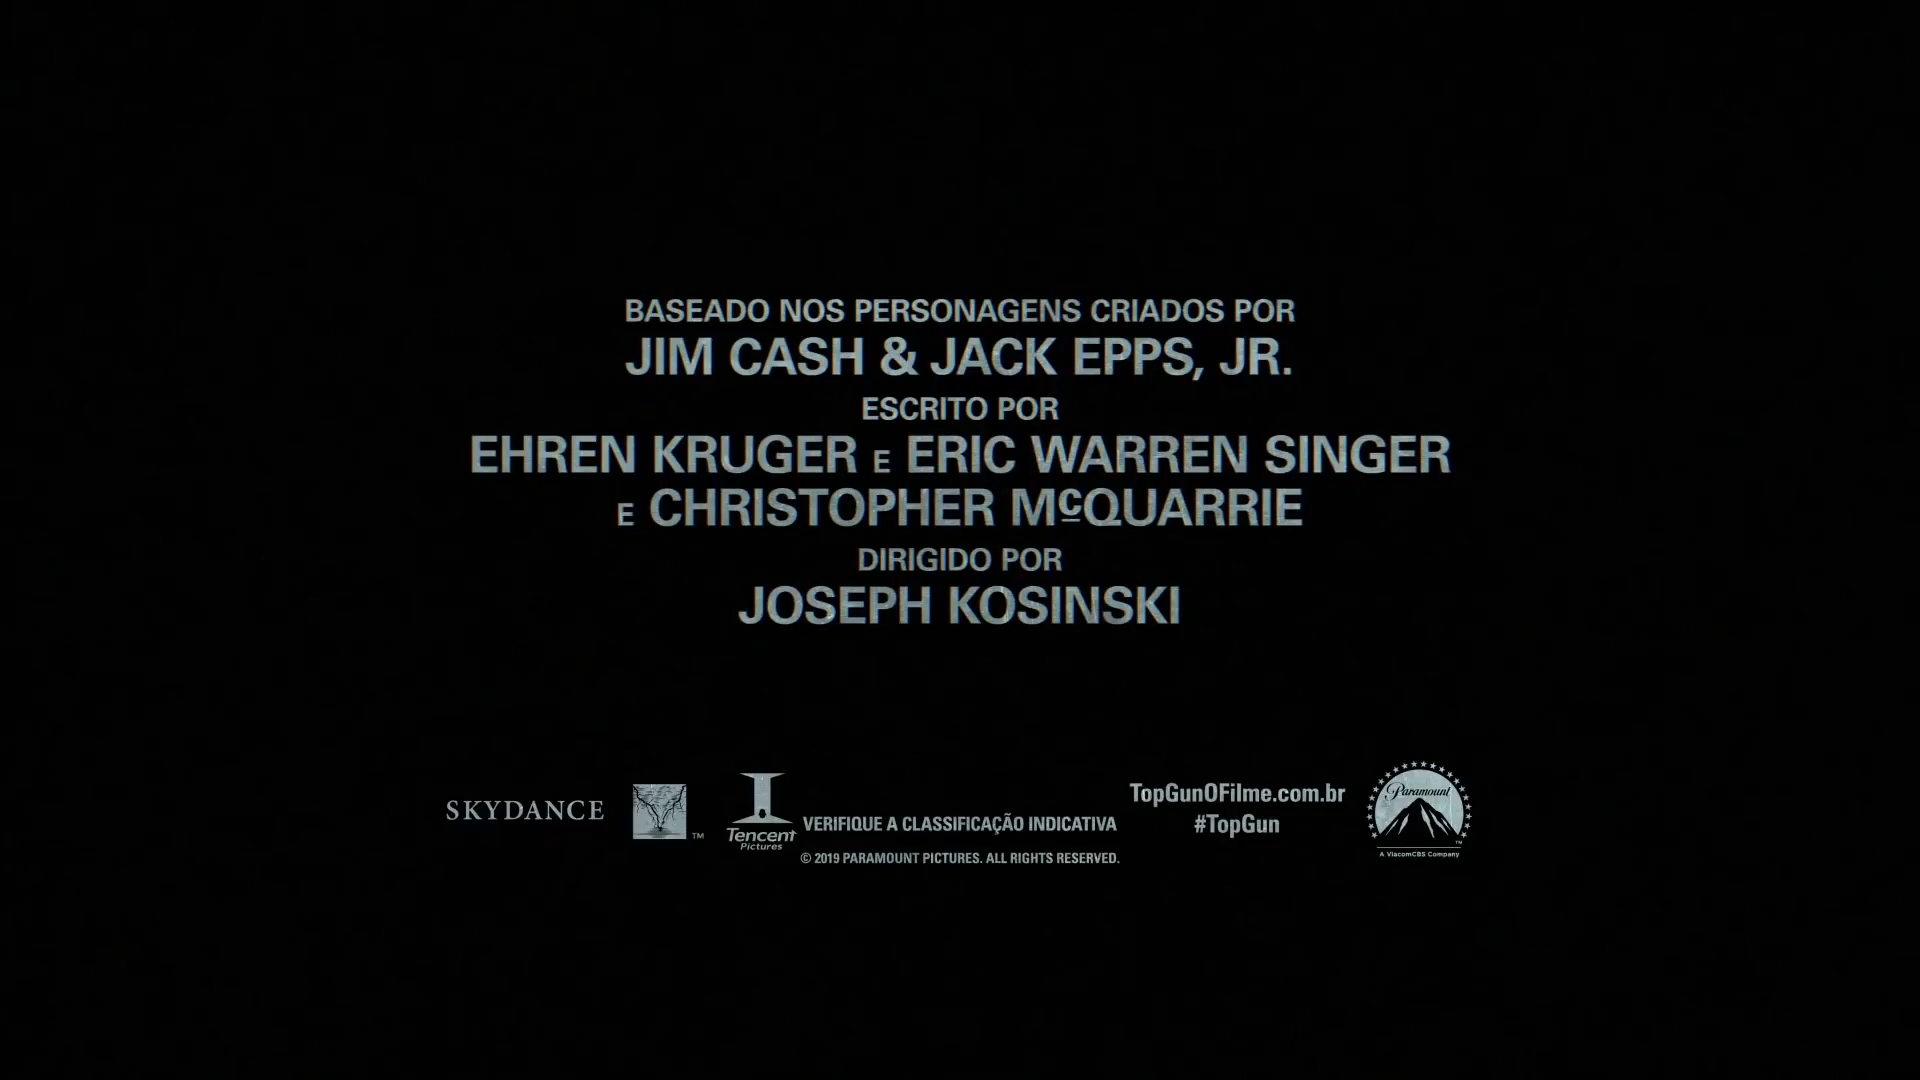 BASEADO NOS PERSONAGENS CRIADOS POR
JIM CASH & JACK EPPS, JR.
ESCRITO POR
EHREN KRUGER E ERIC WARREN SINGER
E CHRISTOPHER McQUARRIE
DIRIGIDO POR
JOSEPH KOSINSKI
SKYDANCE
TM
Tencent
Pictures
VERIFIQUE A CLASSIFICAÇÃO INDICATIVA
© 2019 PARAMOUNT PICTURES. ALL RIGHTS RESERVED.
TopGunOFilme.com.br
#TopGun
Paramount
TM
A ViacomCBS Company